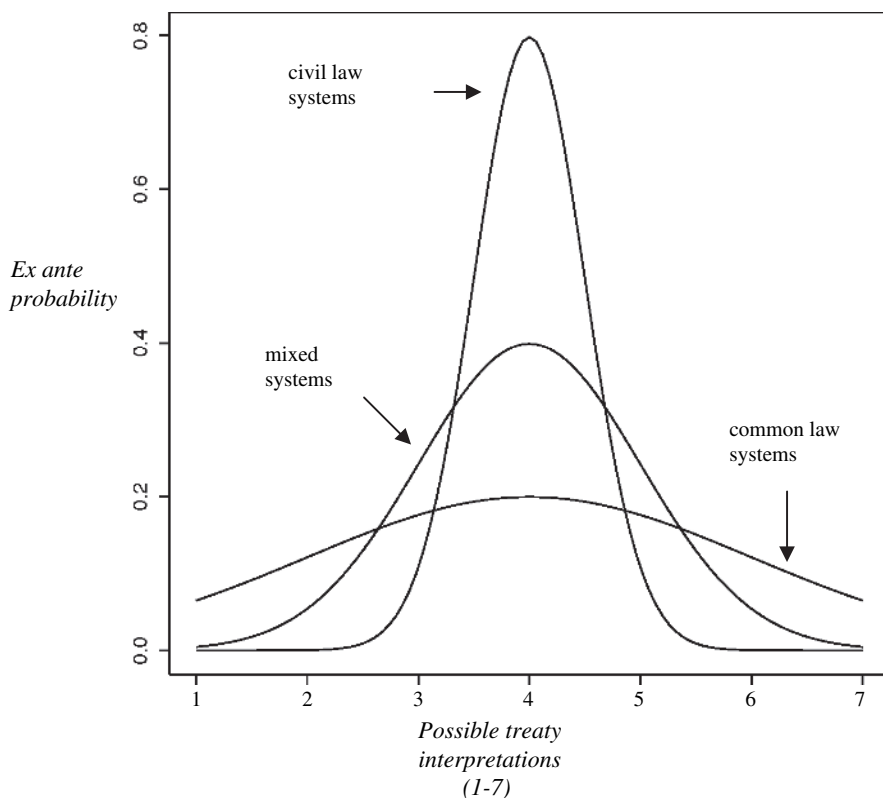 0.8
civil law
systems
0.6
Ex ante
probability
0.4
mixed
systems
common law
systems
0.2
0.0
1 2 3 4 5 6 7
Possible treaty
interpretations
(1-7)